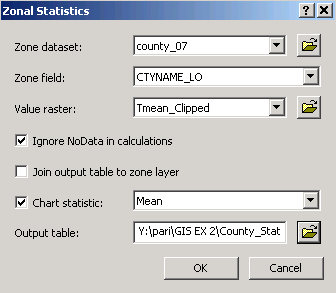 Zonal Statistics
Zone dataset: county_07
Zone field: CTYNAME_LO
Value raster: Tmean_Clipped
Ignore NoData in calculations
Join output table to zone layer
Chart statistic: Mean
Output table: Y:\pari\GIS EX 2\County_Stat
OK Cancel